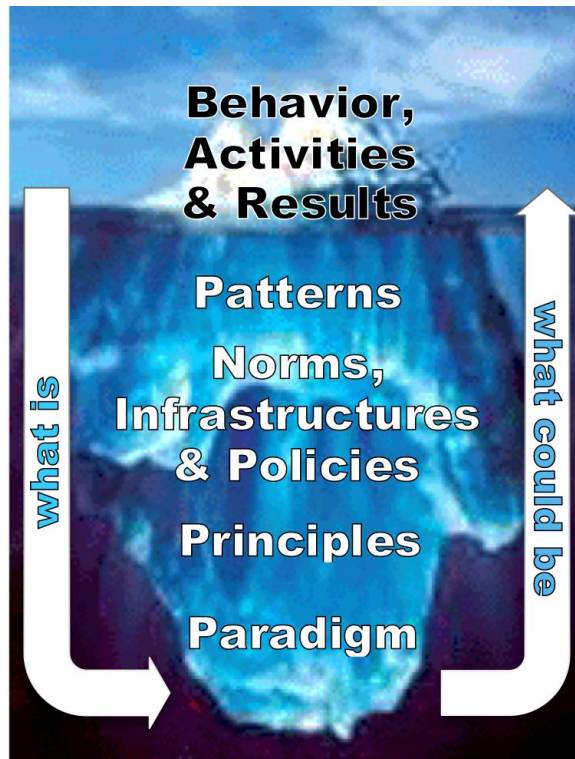 Behavior,
Activities
& Results
Patterns
Norms,
Infrastructures
& Policies
Principles
Paradigm
what is
what could be